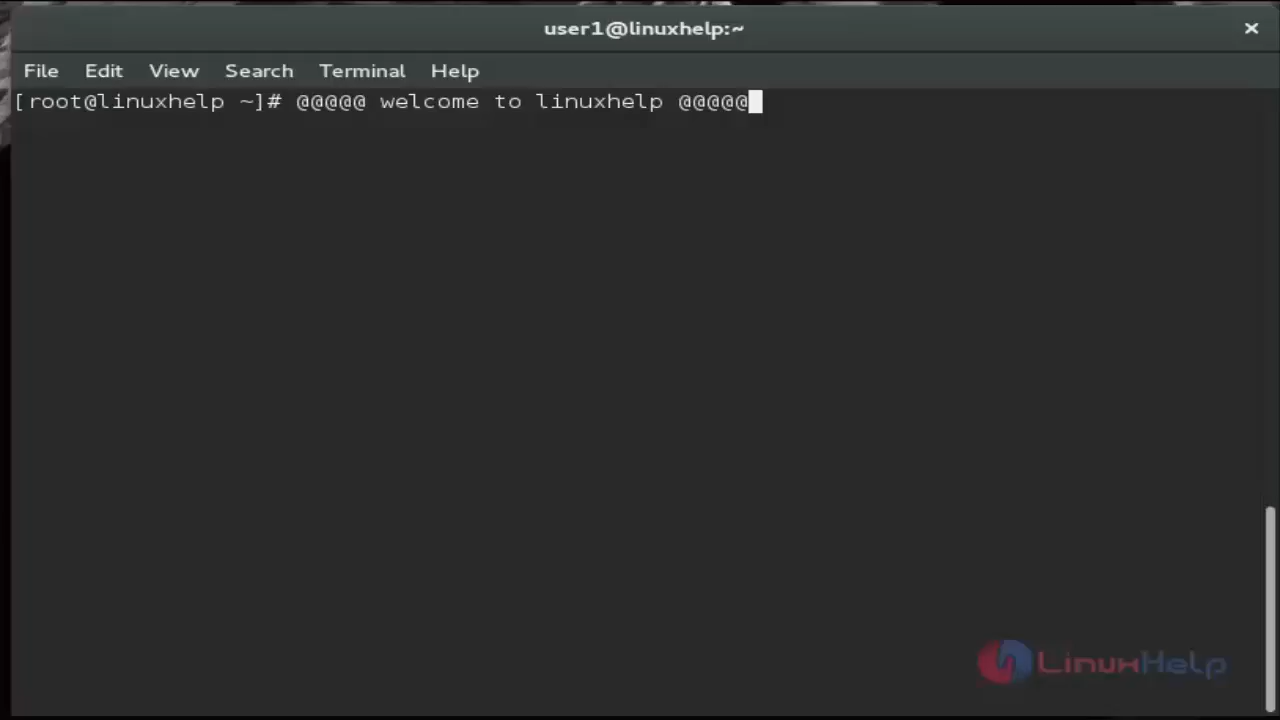 user1@linuxhelp:~ ×
File Edit View Search Terminal Help
[root@linuxhelp ~]# @@@@@ welcome to linuxhelp @@@@@
LinuxHelp